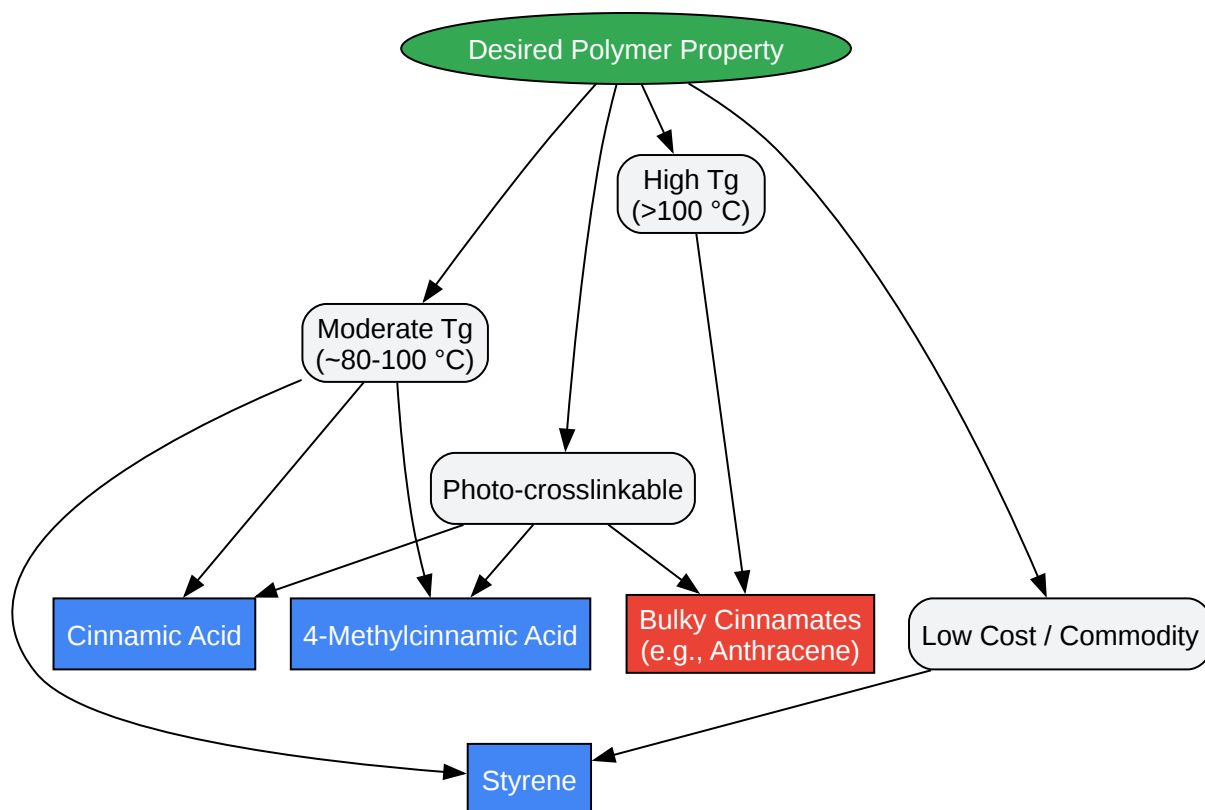 Desired Polymer Property
High Tg
(>100 °C)
Moderate Tg
(~80-100 °C)
Photo-crosslinkable
Cinnamic Acid
4-Methylcinnamic Acid
Bulky Cinnamates
(e.g., Anthracene)
Low Cost / Commodity
Styrene